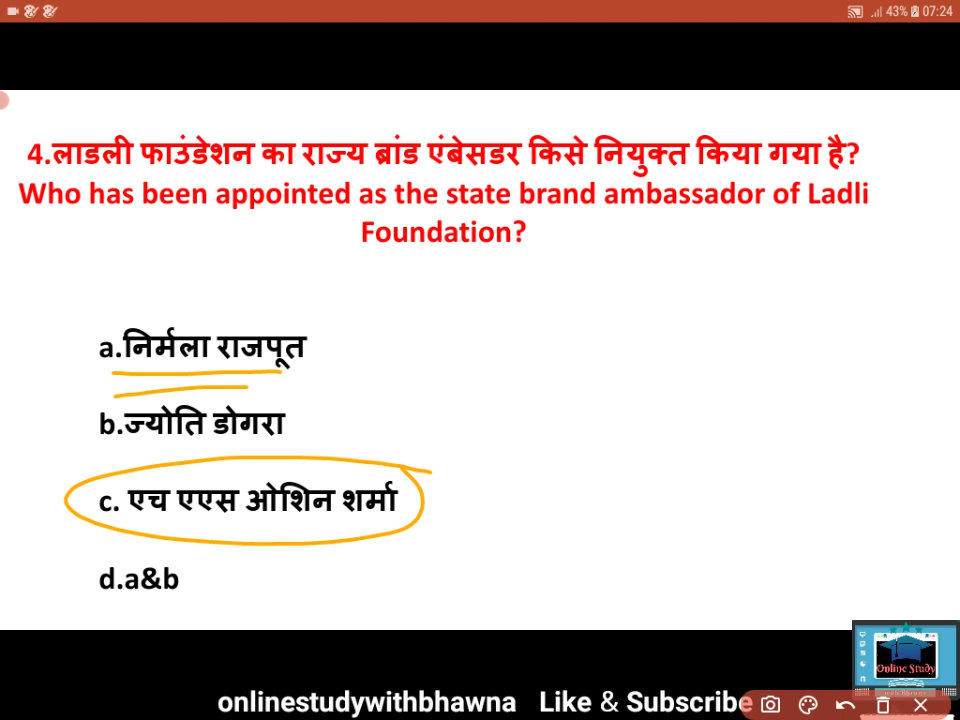 43% 07:24
4.लाडली फाउंडेशन का राज्य ब्रांड एंबेसडर किसे नियुक्त किया गया है?
Who has been appointed as the state brand ambassador of Ladli
Foundation?
a.निर्मला राजपूत
b.ज्योति डोगरा
c. एच एएस ओशिन शर्मा
d.a&b
Online Study
onlinestudywithbhawna Like & Subscribe